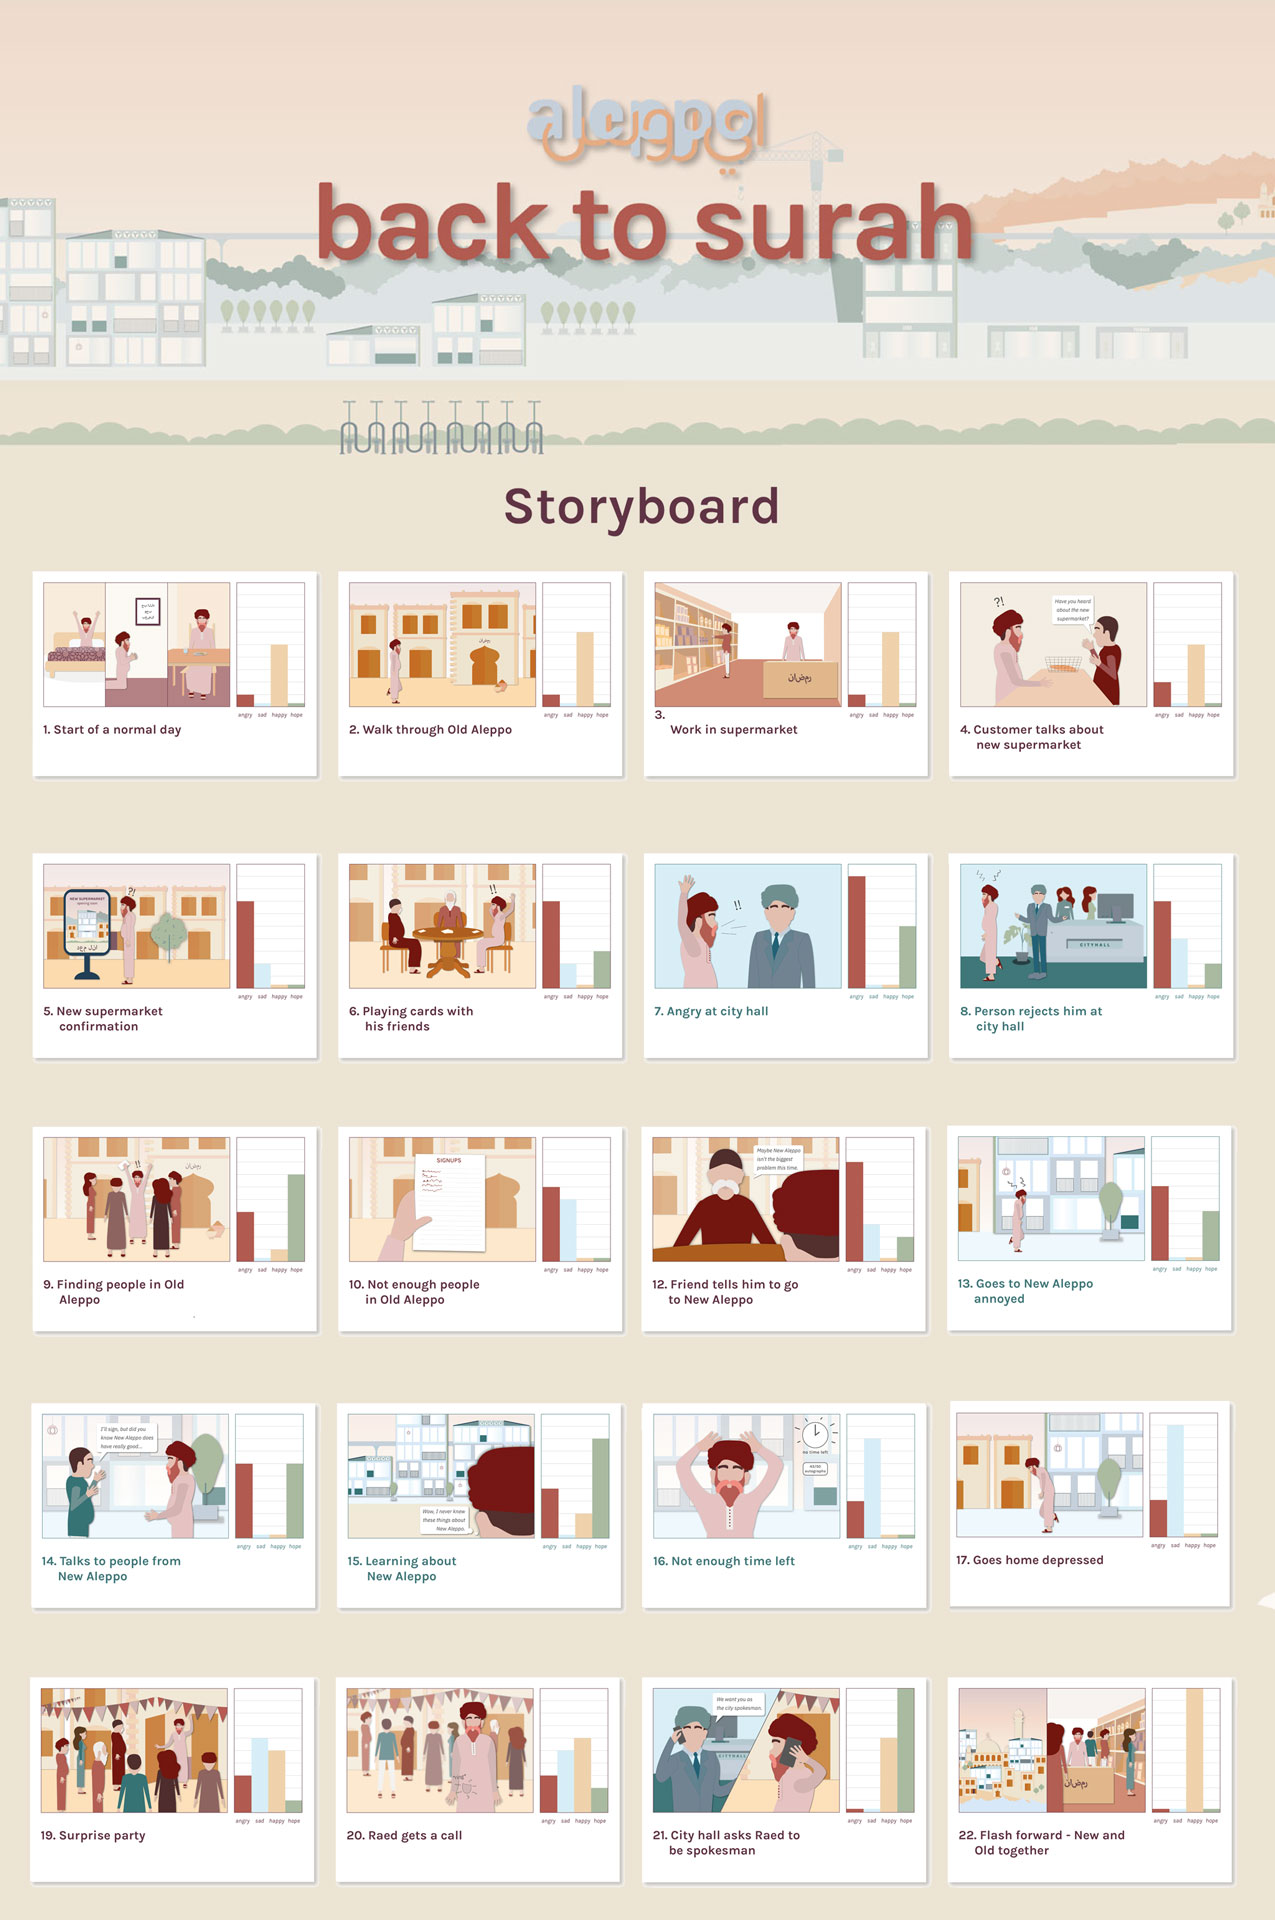 aleppo
back to surah
Storyboard
angry sad happy hope
1. Start of a normal day
رمضان
angry sad happy hope
2. Walk through Old Aleppo
رمضان
angry sad happy hope
3.
Work in supermarket
?!
Have you heard
about the new
supermarket?
angry sad happy hope
4. Customer talks about
new supermarket
NEW SUPERMARKET
opening soon
?!
angry sad happy hope
5. New supermarket
confirmation
!!
angry sad happy hope
6. Playing cards with
his friends
!!
angry sad happy hope
7. Angry at city hall
CITYHALL
angry sad happy hope
8. Person rejects him at
city hall
!!
رمضان
angry sad happy hope
9. Finding people in Old
Aleppo
SIGNUPS
angry sad happy hope
10. Not enough people
in Old Aleppo
Maybe New Aleppo
isn't the biggest
problem this time.
angry sad happy hope
12. Friend tells him to go
to New Aleppo
angry sad happy hope
13. Goes to New Aleppo
annoyed
I'll sign, but did you
know New Aleppo does
have really good...
angry sad happy hope
14. Talks to people from
New Aleppo
Wow, I never knew
these things about
New Aleppo.
angry sad happy hope
15. Learning about
New Aleppo
no time left
autographs
angry sad happy hope
16. Not enough time left
angry sad happy hope
17. Goes home depressed
angry sad happy hope
19. Surprise party
angry sad happy hope
20. Raed gets a call
We want you as
the city spokesman.
CITYHALL
angry sad happy hope
21. City hall asks Raed to
be spokesman
رمضان
angry sad happy hope
22. Flash forward - New and
Old together